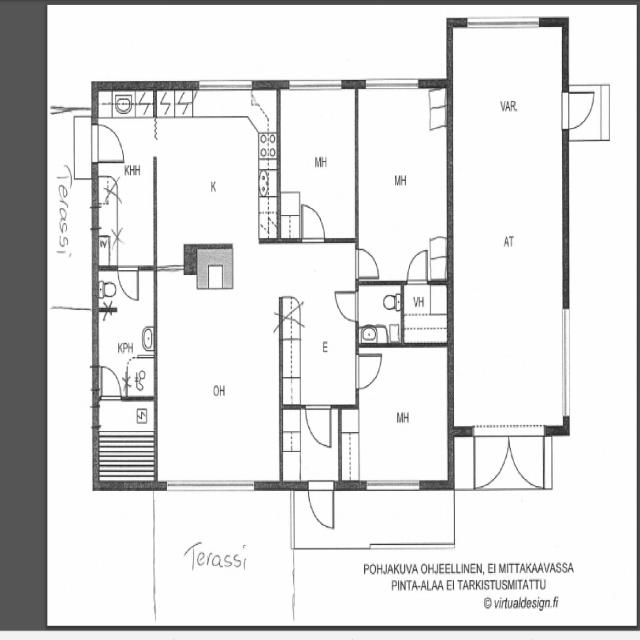 VAR.
KHH
MH
K
MH
Terassi
AT
VH
KPH
E
OH
MH
Terassi
POHJAKUVA OHJEELLINEN, EI MITTAKAAVASSA
PINTA-ALAA EI TARKISTUSMITATTU
© virtualdesign.fi